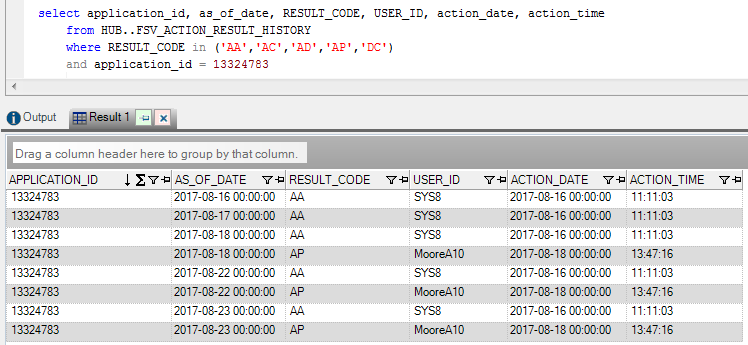 select application_id, as_of_date, RESULT_CODE, USER_ID, action_date, action_time
from HUB..FSV_ACTION_RESULT_HISTORY
where RESULT_CODE in ('AA','AC','AD','AP','DC')
and application_id = 13324783
Output Result 1
Drag a column header here to group by that column.
APPLICATION_ID AS_OF_DATE RESULT_CODE USER_ID ACTION_DATE ACTION_TIME
13324783 2017-08-16 00:00:00 AA SYS8 2017-08-16 00:00:00 11:11:03
13324783 2017-08-17 00:00:00 AA SYS8 2017-08-16 00:00:00 11:11:03
13324783 2017-08-18 00:00:00 AA SYS8 2017-08-16 00:00:00 11:11:03
13324783 2017-08-18 00:00:00 AP MooreA10 2017-08-18 00:00:00 13:47:16
13324783 2017-08-22 00:00:00 AA SYS8 2017-08-16 00:00:00 11:11:03
13324783 2017-08-22 00:00:00 AP MooreA10 2017-08-18 00:00:00 13:47:16
13324783 2017-08-23 00:00:00 AA SYS8 2017-08-16 00:00:00 11:11:03
13324783 2017-08-23 00:00:00 AP MooreA10 2017-08-18 00:00:00 13:47:16